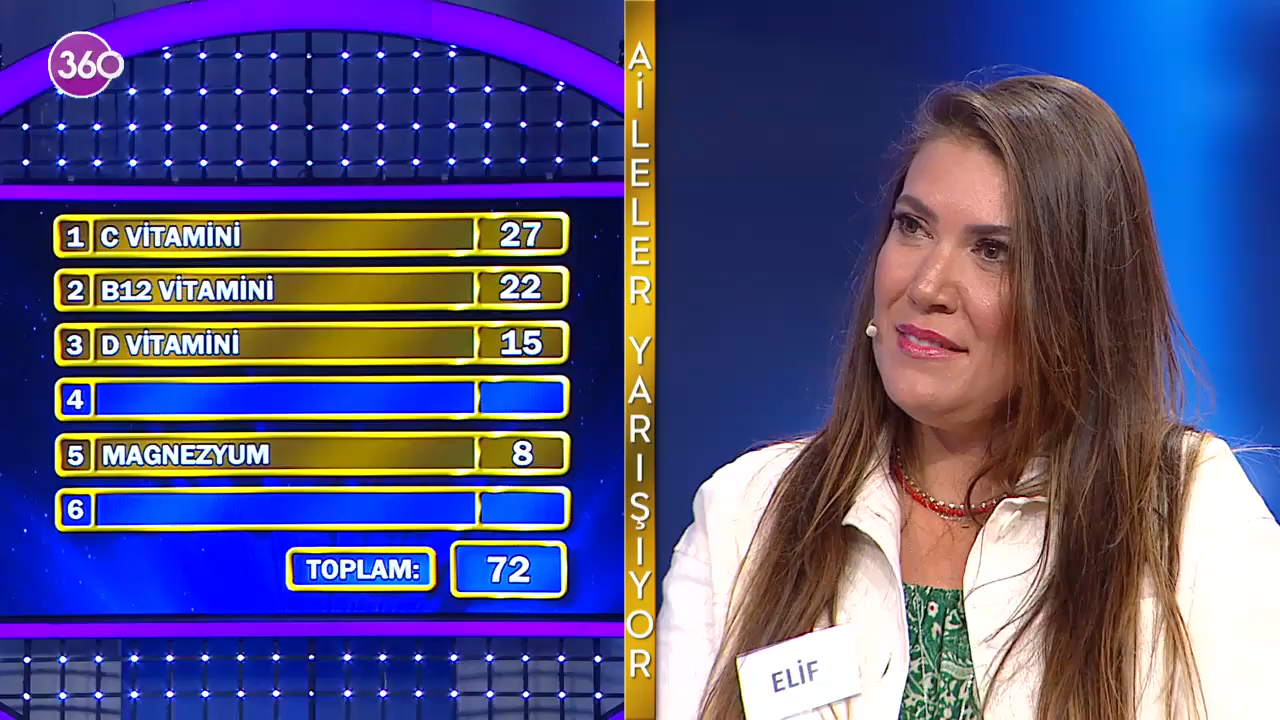 360
1 C VİTAMİNİ 27
2 B12 VİTAMİNİ 22
3 D VİTAMİNİ 15
4
5 MAGNEZYUM 8
6
TOPLAM: 72
AİLELER YARIŞIYOR
ELİF